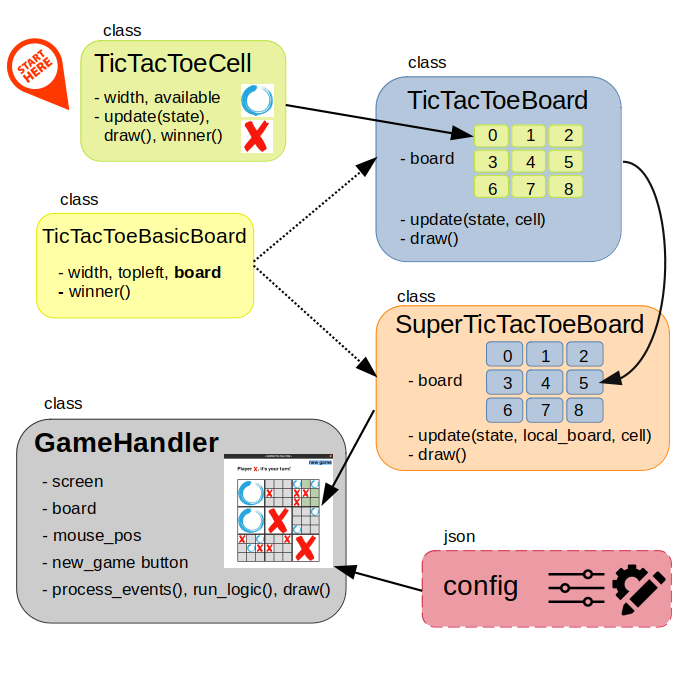 START
HERE
class
TicTacToeCell
- width, available
- update(state),
draw(), winner()
class
TicTacToeBoard
- board
0 1 2
3 4 5
6 7 8
- update(state, cell)
- draw()
class
TicTacToeBasicBoard
- width, topleft, board
- winner()
class
SuperTicTacToeBoard
- board
0 1 2
3 4 5
6 7 8
- update(state, local_board, cell)
- draw()
class
GameHandler
- screen
- board
- mouse_pos
- new_game button
- process_events(), run_logic(), draw()
new game
Player X, it's your turn!
json
config